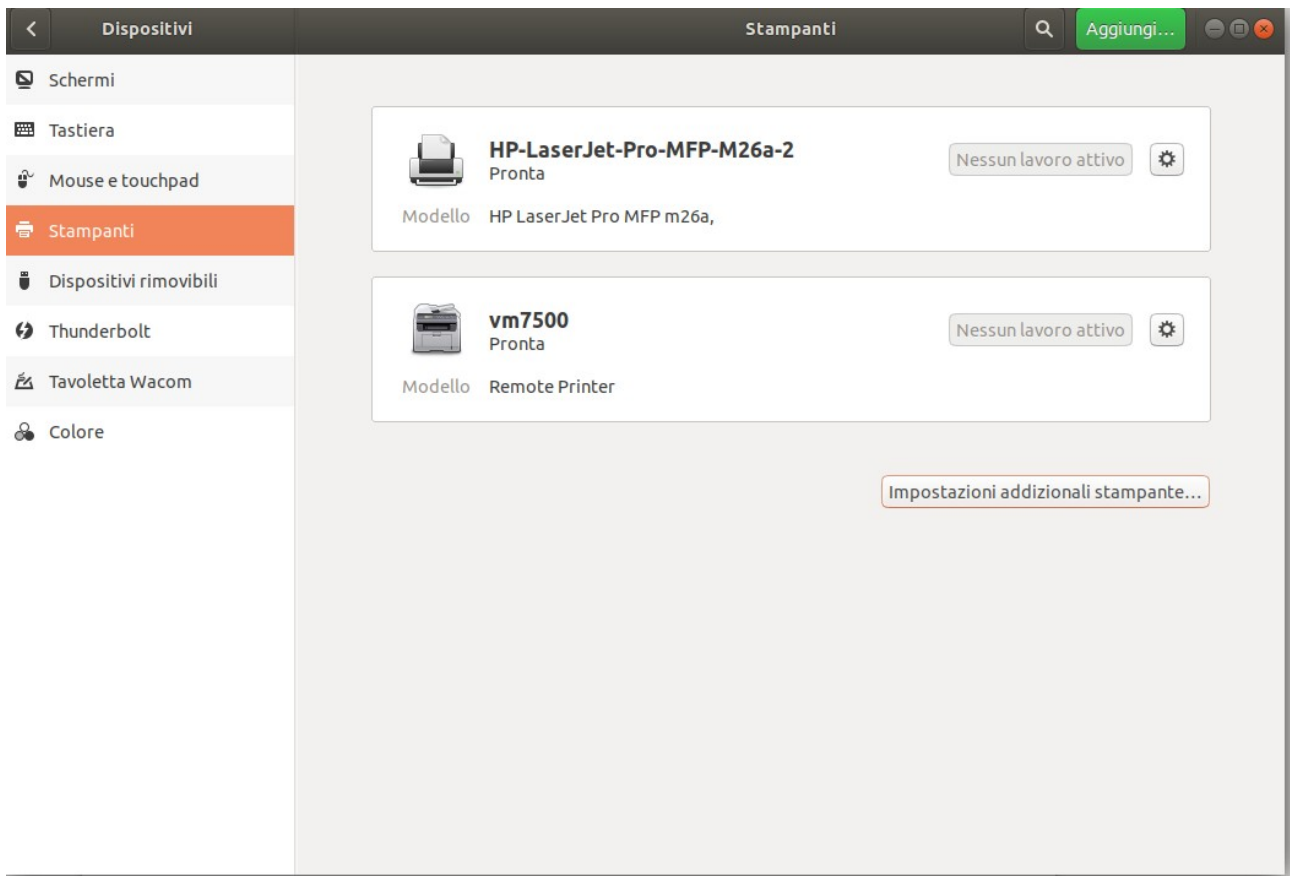 Dispositivi
Stampanti
Aggiungi...
Schermi
Tastiera
Mouse e touchpad
Stampanti
Dispositivi rimovibili
Thunderbolt
Tavoletta Wacom
Colore
HP-LaserJet-Pro-MFP-M26a-2
Pronta
Nessun lavoro attivo
Modello HP LaserJet Pro MFP m26a,
vm7500
Pronta
Nessun lavoro attivo
Modello Remote Printer
Impostazioni addizionali stampante...